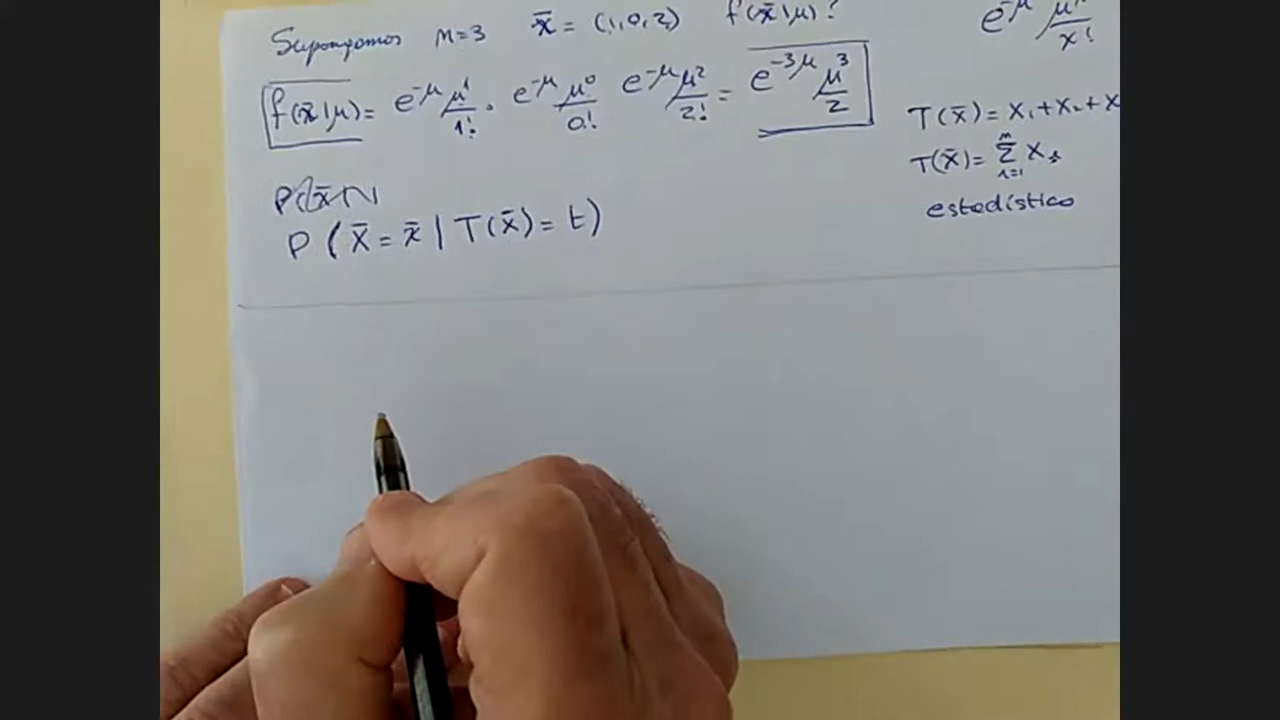 Supongamos n=3 x̄ = (1,0,2) f(x̄|μ)?
e^-μ μ^x/x!
f(x̄|μ) = e^-μ μ^1/1! · e^-μ μ^0/0! e^-μ μ^2/2! = e^-3μ μ^3/2
T(x̄) = X₁+X₂+X
T(x̄) = Σ_{i=1}^{n} X_i
estadístico
P(X̄ = x̄ | T(x̄) = t)